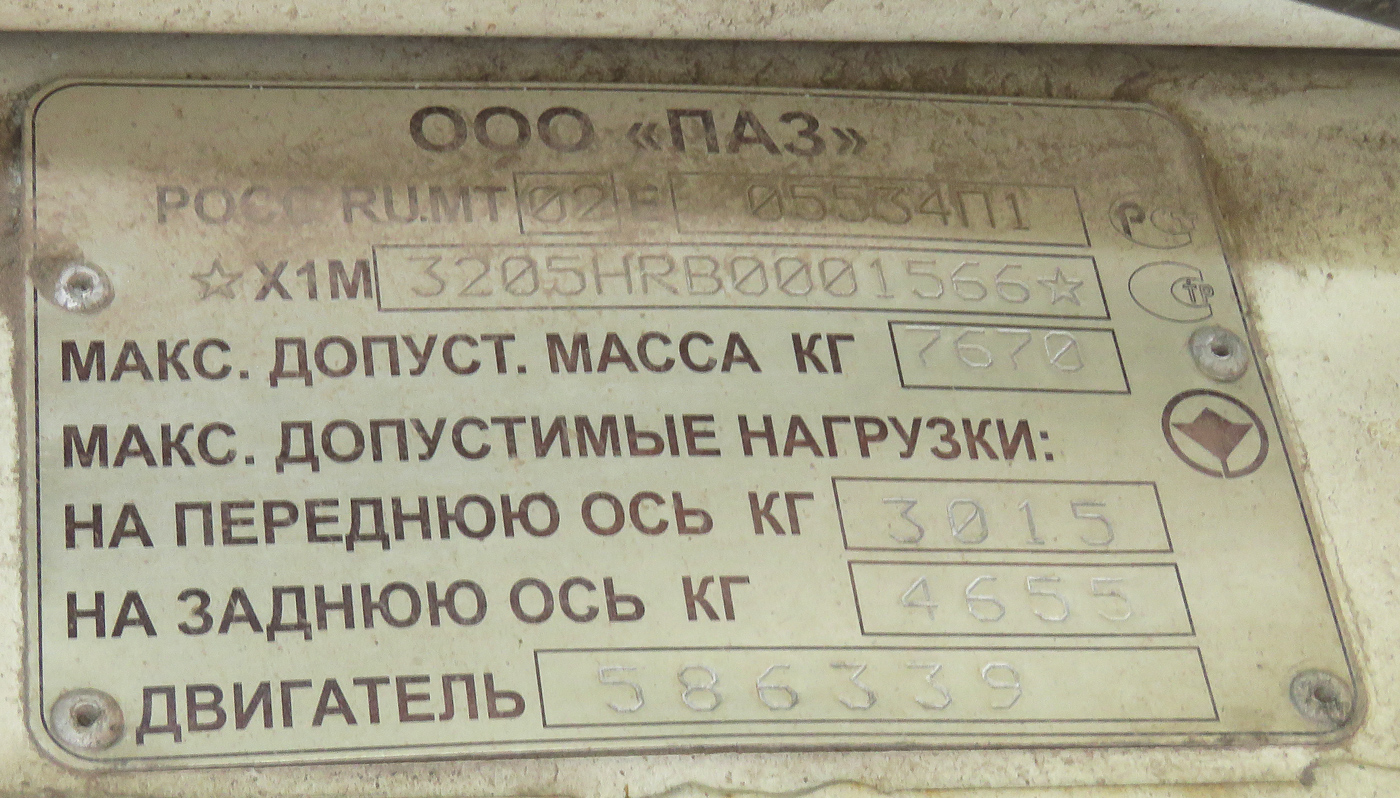 ООО «ПАЗ»
РОСС RU.МТ 02 Е 05534П1
☆X1M 3205HRB0001566☆
МАКС. ДОПУСТ. МАССА КГ 7670
МАКС. ДОПУСТИМЫЕ НАГРУЗКИ:
НА ПЕРЕДНЮЮ ОСЬ КГ 3015
НА ЗАДНЮЮ ОСЬ КГ 4655
ДВИГАТЕЛЬ 586339